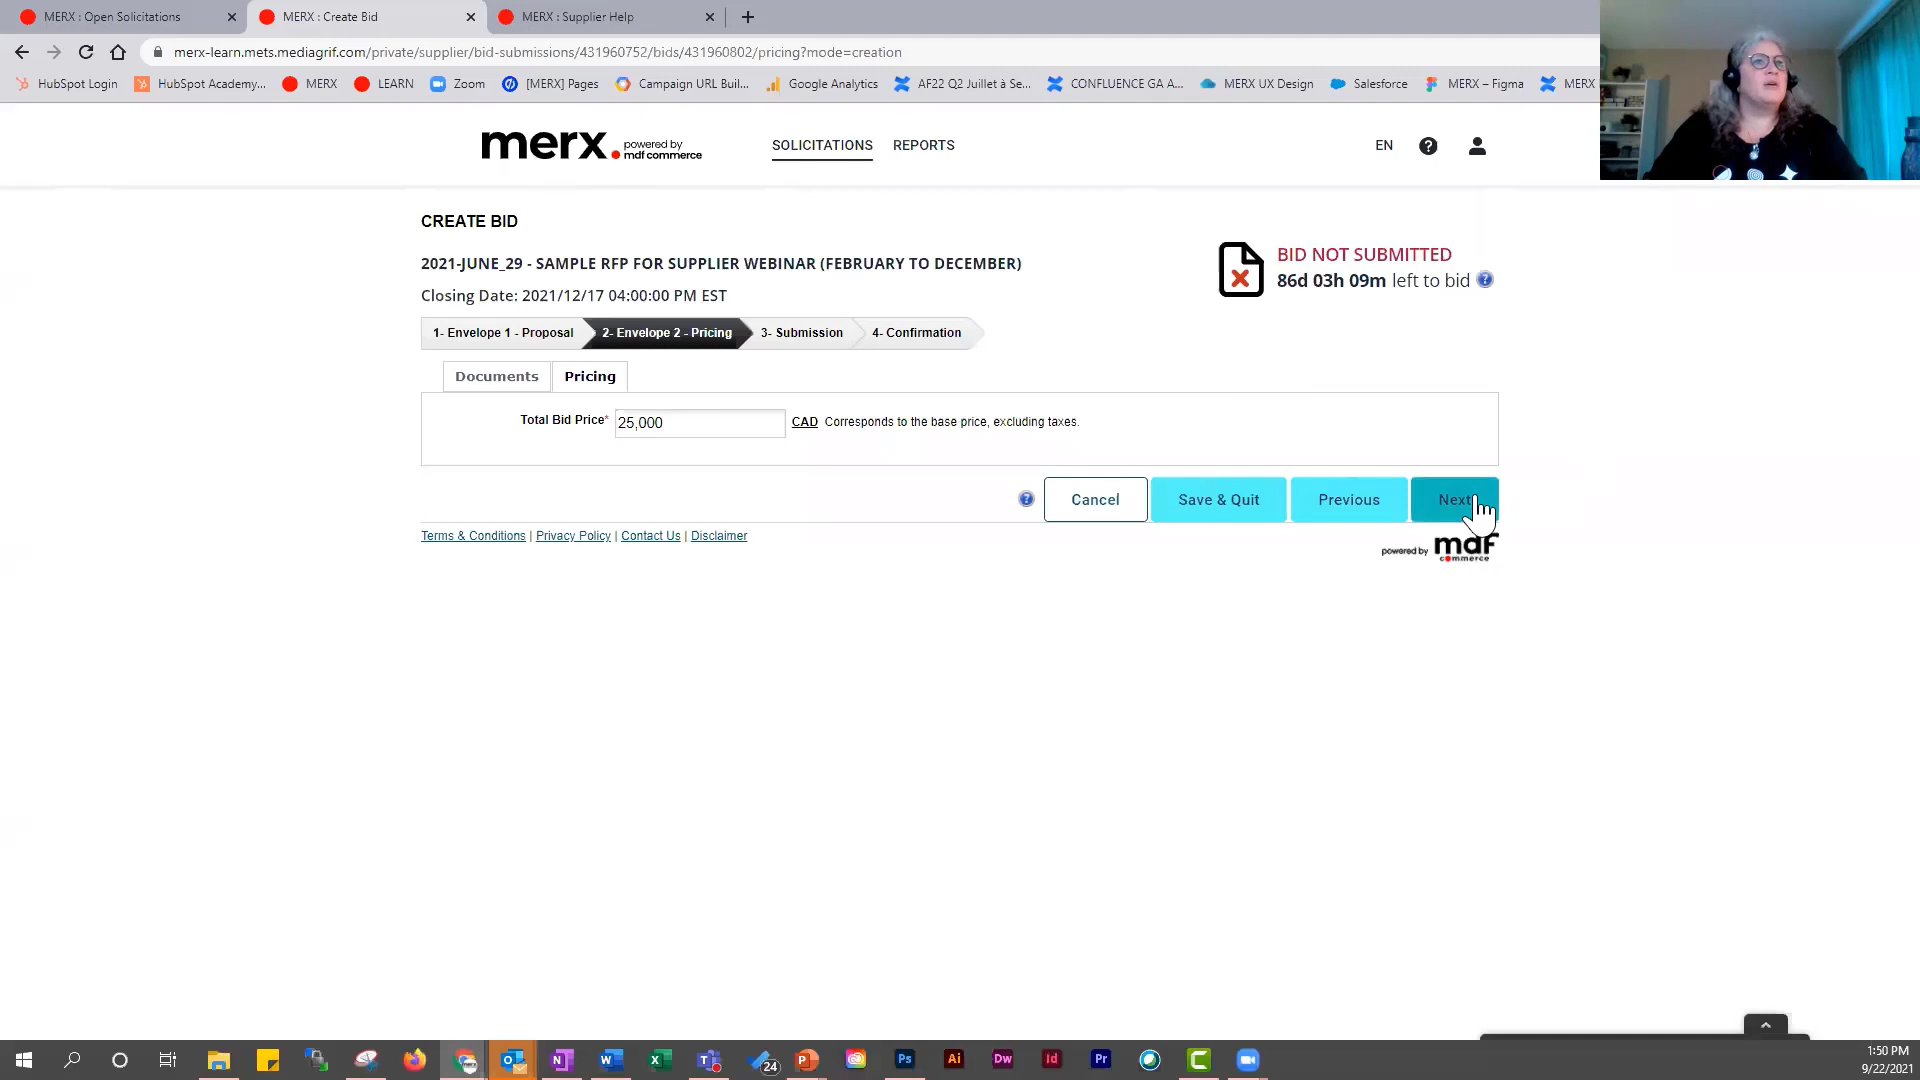 MERX : Open Solicitations
MERX : Create Bid
MERX : Supplier Help
merx-learn.mets.mediagrif.com/private/supplier/bid-submissions/431960752/bids/431960802/pricing?mode=creation
HubSpot Login
HubSpot Academy...
MERX
LEARN
Zoom
[MERX] Pages
Campaign URL Buil...
Google Analytics
AF22 Q2 Juillet à Se...
CONFLUENCE GA A...
MERX UX Design
Salesforce
MERX – Figma
MERX
merx. powered by mdf commerce
SOLICITATIONS
REPORTS
EN
CREATE BID
2021-JUNE_29 - SAMPLE RFP FOR SUPPLIER WEBINAR (FEBRUARY TO DECEMBER)
Closing Date: 2021/12/17 04:00:00 PM EST
BID NOT SUBMITTED
86d 03h 09m left to bid ?
1- Envelope 1 - Proposal
2- Envelope 2 - Pricing
3- Submission
4- Confirmation
Documents
Pricing
Total Bid Price* 25,000 CAD Corresponds to the base price, excluding taxes.
? Cancel
Save & Quit
Previous
Next
Terms & Conditions | Privacy Policy | Contact Us | Disclaimer
powered by mdf commerce
24
Ps
Ai
Dw
Id
Pr
1:50 PM
9/22/2021